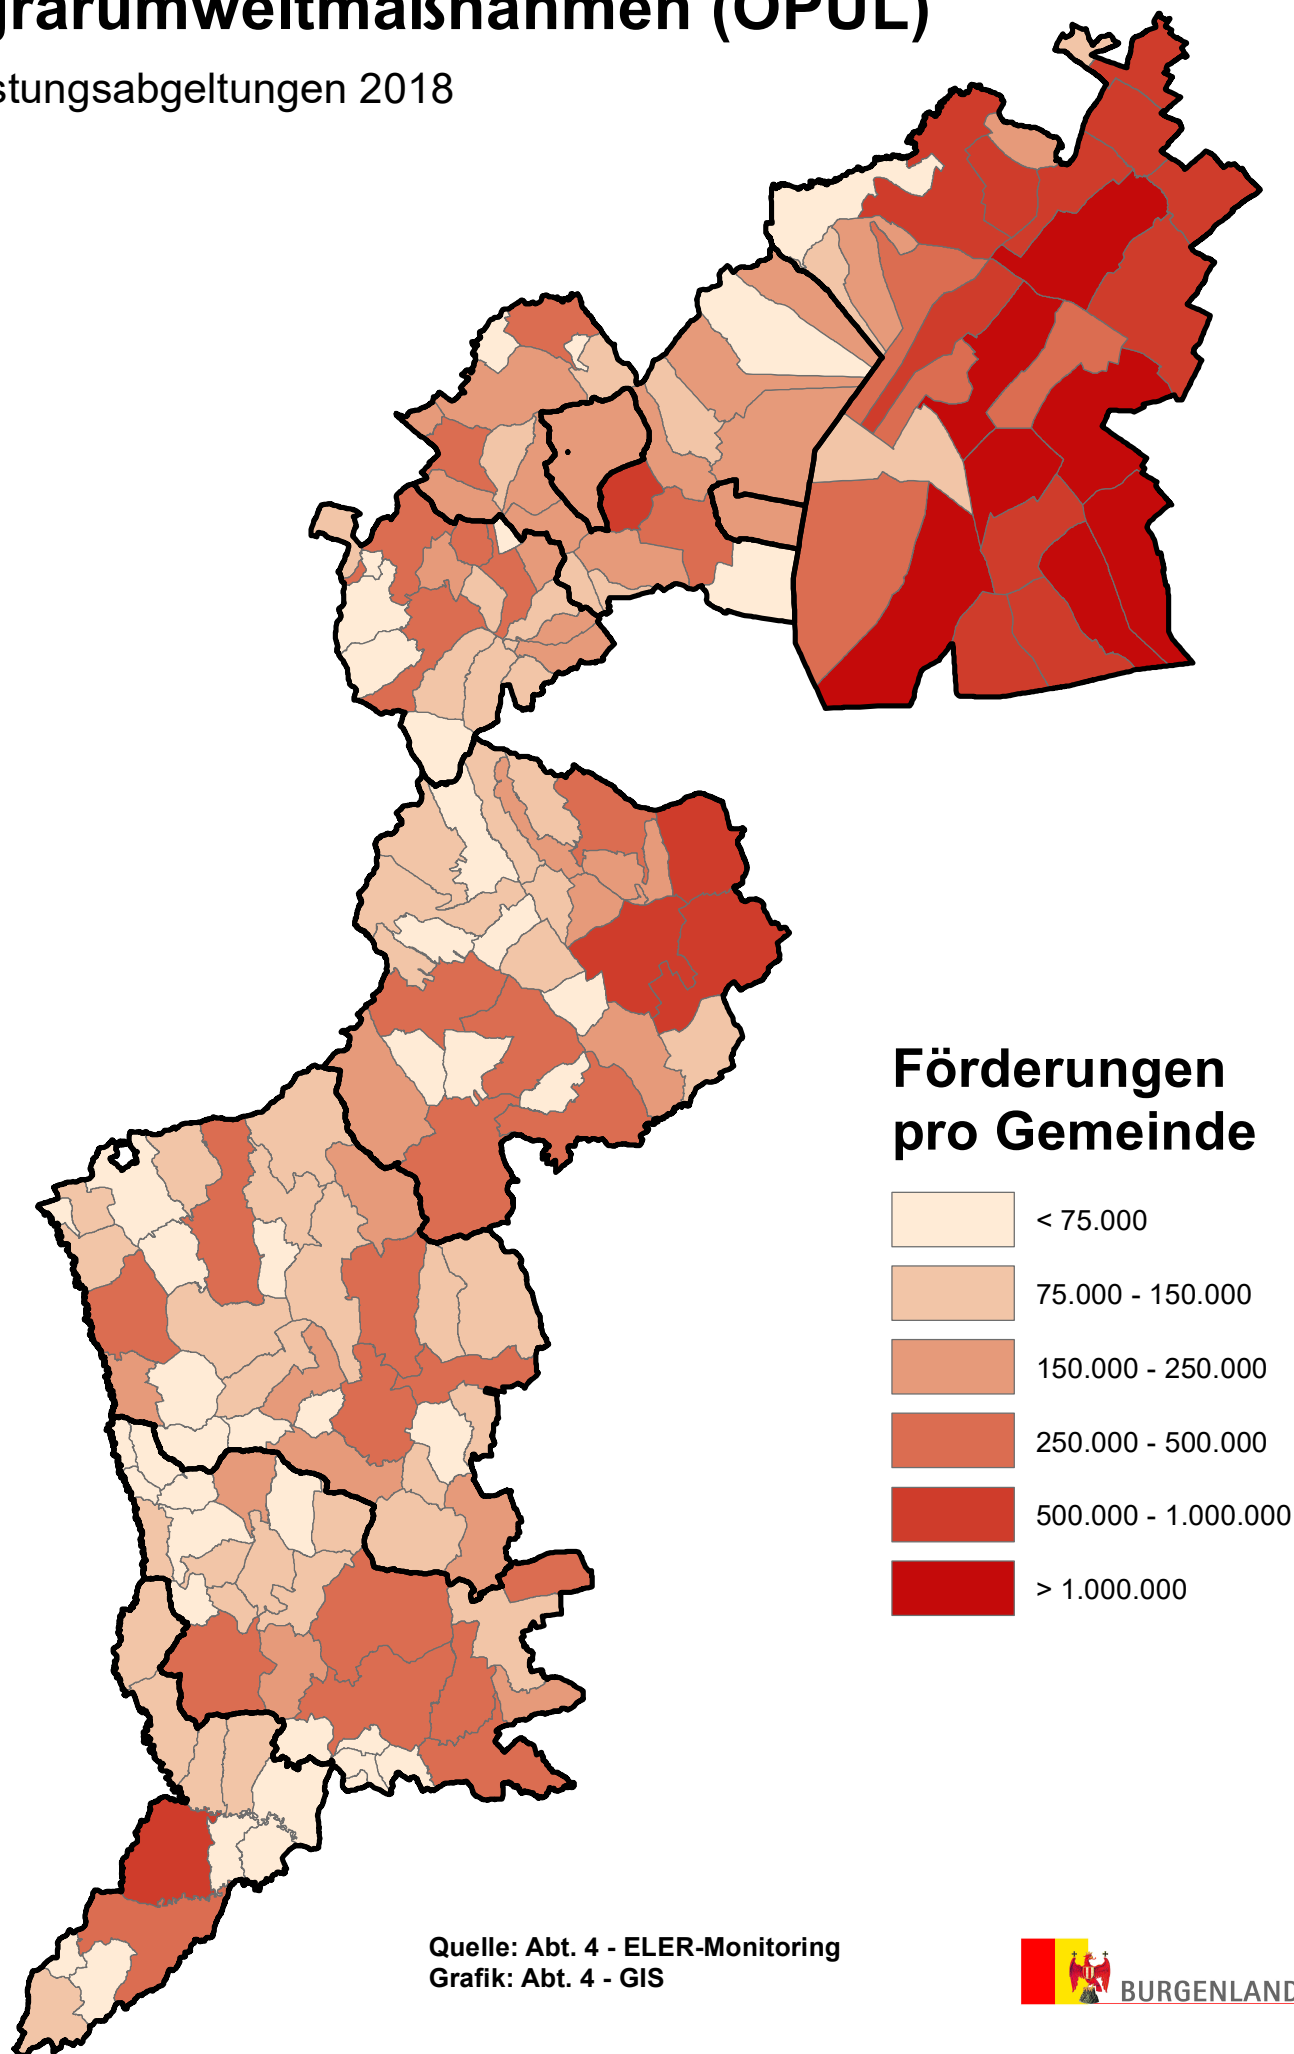 grarumweltmaßnahmen (ÖPUL)
stungsabgeltungen 2018
Förderungen
pro Gemeinde
< 75.000
75.000 - 150.000
150.000 - 250.000
250.000 - 500.000
500.000 - 1.000.000
> 1.000.000
Quelle: Abt. 4 - ELER-Monitoring
Grafik: Abt. 4 - GIS
BURGENLAND